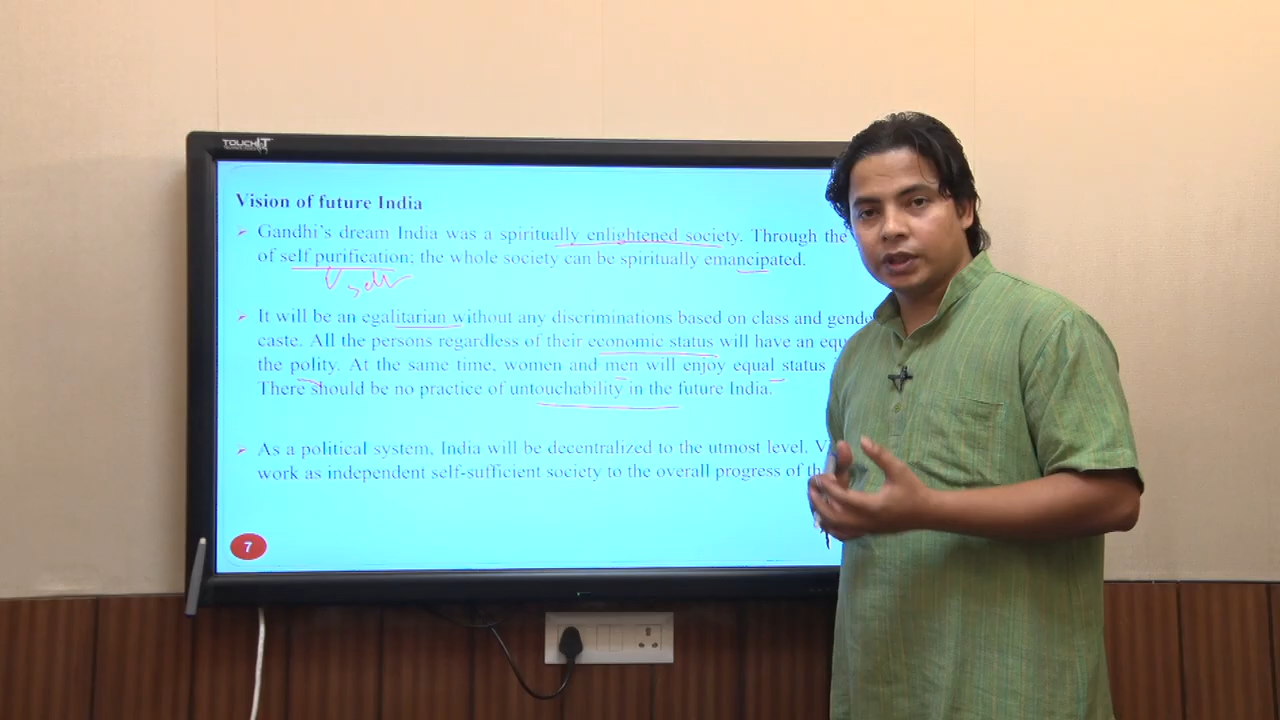 TOUCHIT
Vision of future India
Gandhi's dream India was a spiritually enlightened society. Through the
of self purification; the whole society can be spiritually emancipated.
It will be an egalitarian without any discriminations based on class and gende
caste. All the persons regardless of their economic status will have an equ
the polity. At the same time, women and men will enjoy equal status
There should be no practice of untouchability in the future India.
As a political system, India will be decentralized to the utmost level. V
work as independent self-sufficient society to the overall progress of th
7